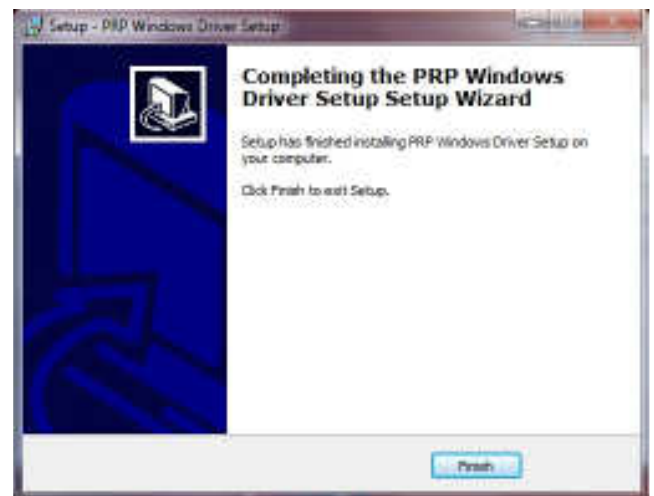 Setup - PRP Windows Driver Setup
Completing the PRP Windows
Driver Setup Setup Wizard
Setup has finished installing PRP Windows Driver Setup on
your computer.
Click Finish to exit Setup.
Finish